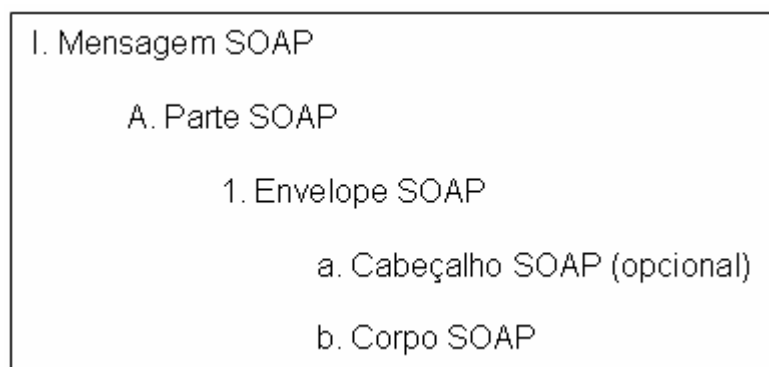 I. Mensagem SOAP
A. Parte SOAP
1. Envelope SOAP
a. Cabeçalho SOAP (opcional)
b. Corpo SOAP